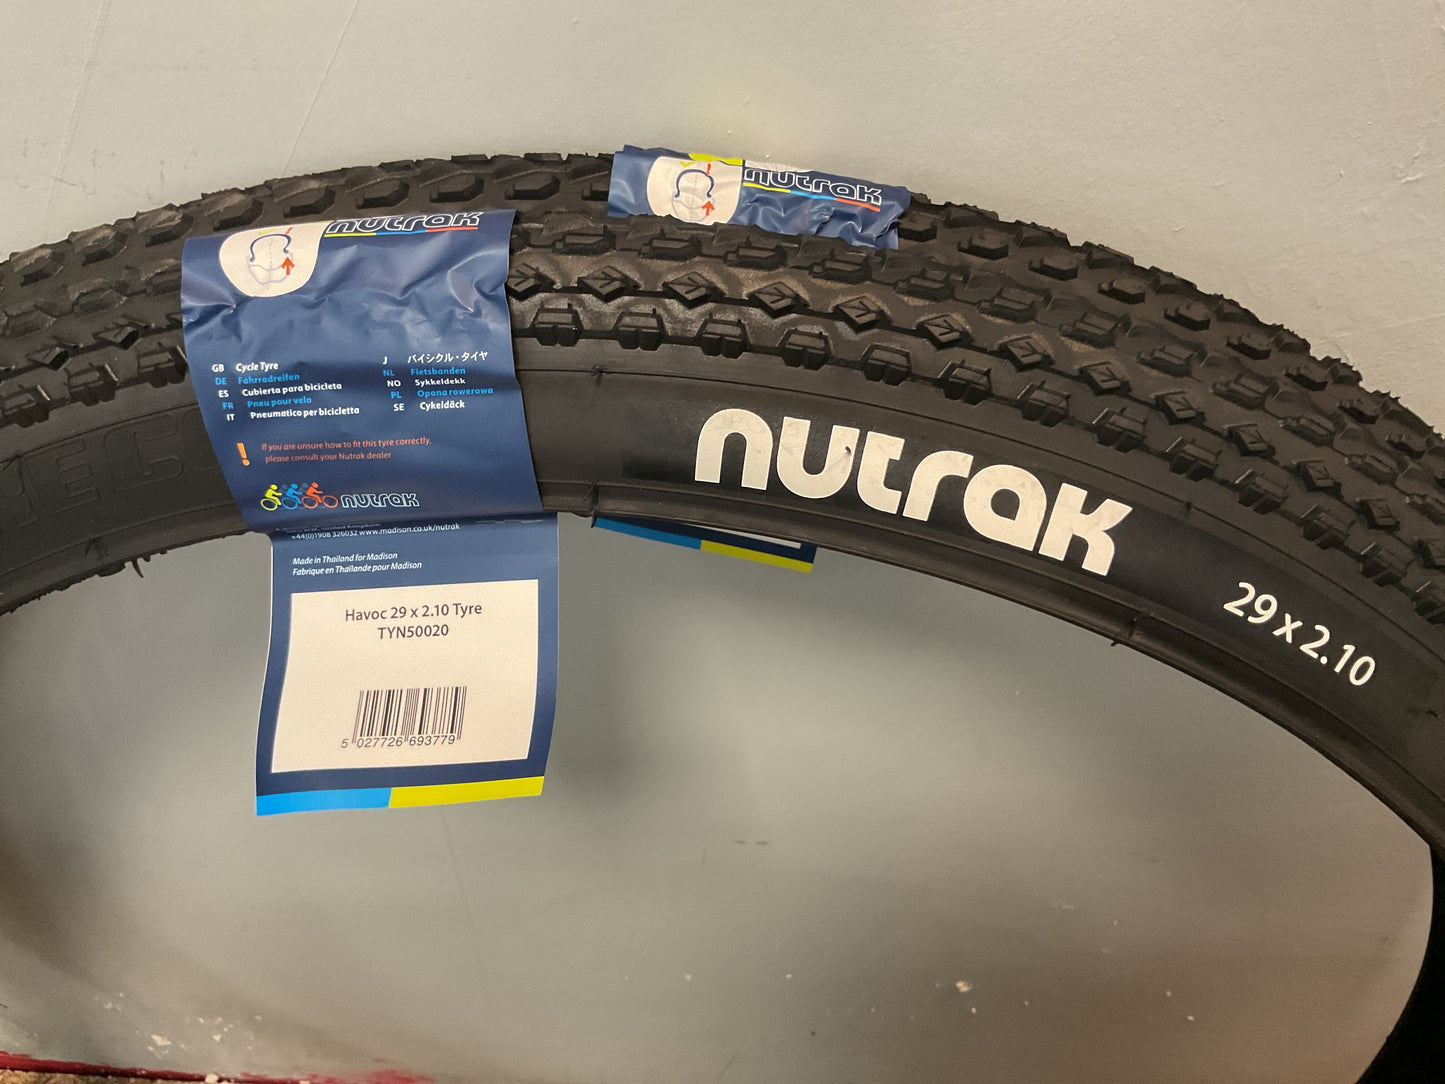 nutrak
nutrak
GB Cycle Tyre
DE Fahrradreifen
ES Cubierta para bicicleta
FR Pneu pour velo
IT Pneumatico per bicicletta
J バイシクル・タイヤ
NL Fietsbanden
NO Sykkeldekk
PL Opona rowerowa
SE Cykeldäck
! If you are unsure how to fit this tyre correctly,
please consult your Nutrak dealer
nutrak
+44(0)1908 326032 www.madison.co.uk/nutrak
Made in Thailand for Madison
Fabrique en Thaïlande pour Madison
Havoc 29 x 2.10 Tyre
TYN50020
5 027726 693779
nutrak
29 x 2.10